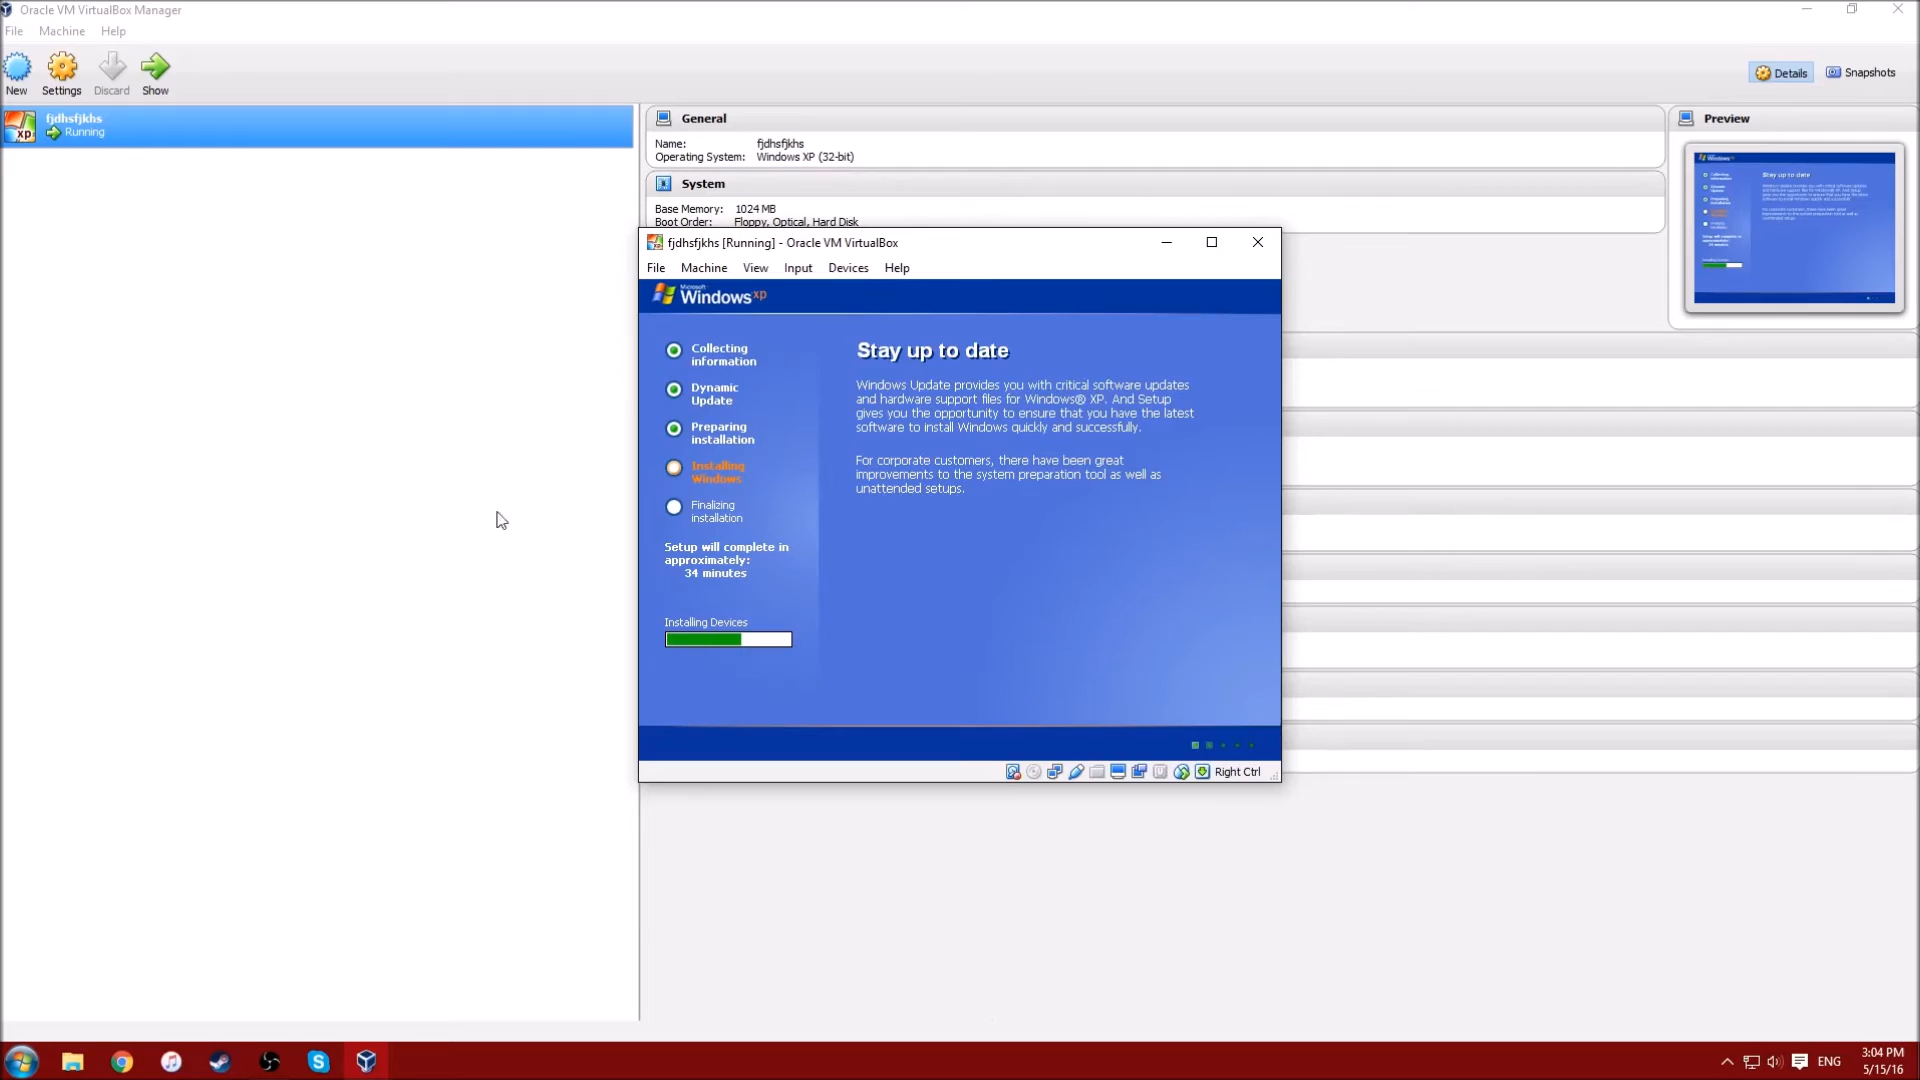 Oracle VM VirtualBox Manager
File Machine Help
New Settings Discard Show
Details Snapshots
fjdhsfjkhs
Running
General
Name: fjdhsfjkhs
Operating System: Windows XP (32-bit)
System
Base Memory: 1024 MB
Boot Order: Floppy, Optical, Hard Disk
Preview
fjdhsfjkhs [Running] - Oracle VM VirtualBox
File Machine View Input Devices Help
Microsoft
Windows xp
Collecting
information
Dynamic
Update
Preparing
installation
Installing
Windows
Finalizing
installation
Setup will complete in
approximately:
34 minutes
Installing Devices
Stay up to date
Windows Update provides you with critical software updates
and hardware support files for Windows® XP. And Setup
gives you the opportunity to ensure that you have the latest
software to install Windows quickly and successfully.
For corporate customers, there have been great
improvements to the system preparation tool as well as
unattended setups.
Right Ctrl
ENG
3:04 PM
5/15/16